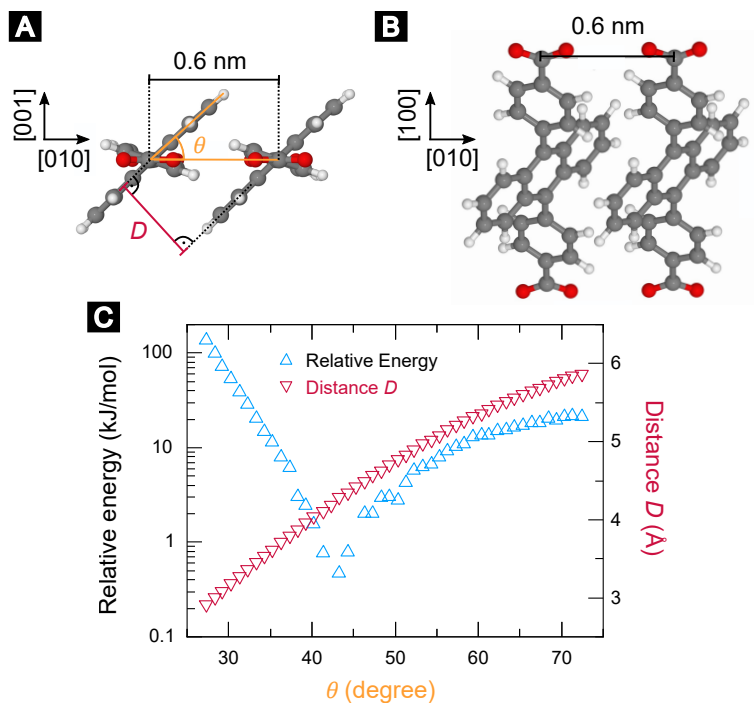 A
0.6 nm
[001]
[010]
θ
D
B
0.6 nm
[100]
[010]
C
Relative energy (kJ/mol)
100
10
1
0.1
Relative Energy
Distance D
6
5
4
3
Distance D (Å)
30
40
50
60
70
θ (degree)